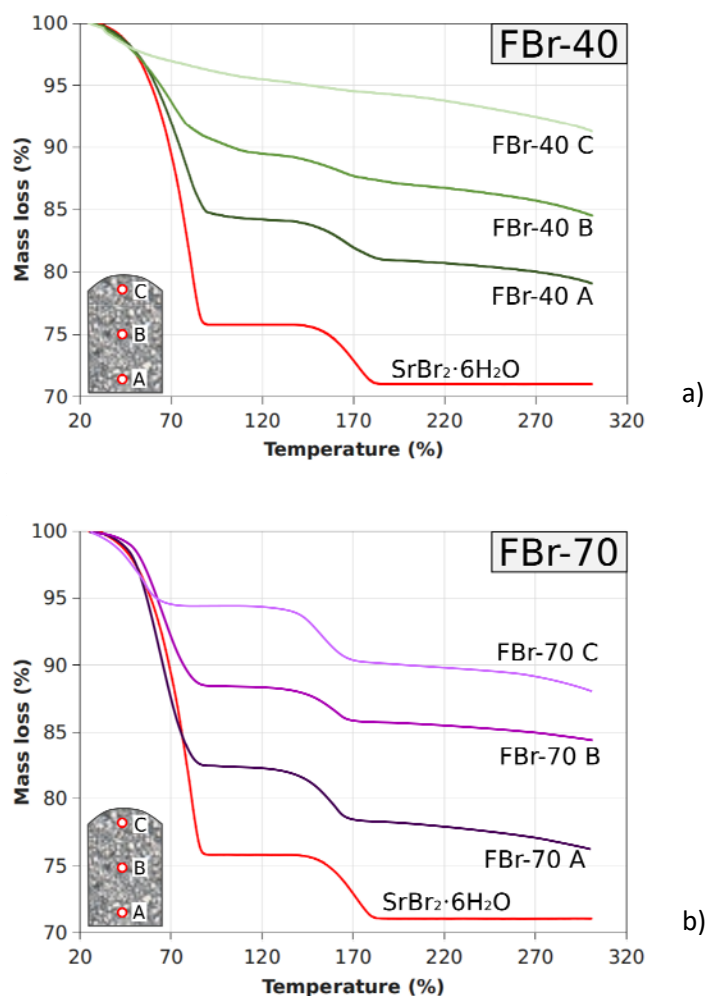 100
95
90
85
80
75
70
Mass loss (%)
FBr-40
FBr-40 C
FBr-40 B
FBr-40 A
SrBr₂·6H₂O
C
B
A
20 70 120 170 220 270 320
Temperature (%)
a)
100
95
90
85
80
75
70
Mass loss (%)
FBr-70
FBr-70 C
FBr-70 B
FBr-70 A
SrBr₂·6H₂O
C
B
A
20 70 120 170 220 270 320
Temperature (%)
b)